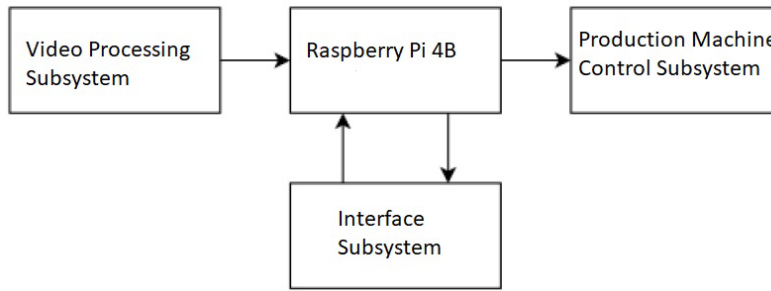 Video Processing
Subsystem
Raspberry Pi 4B
Production Machine
Control Subsystem
Interface
Subsystem